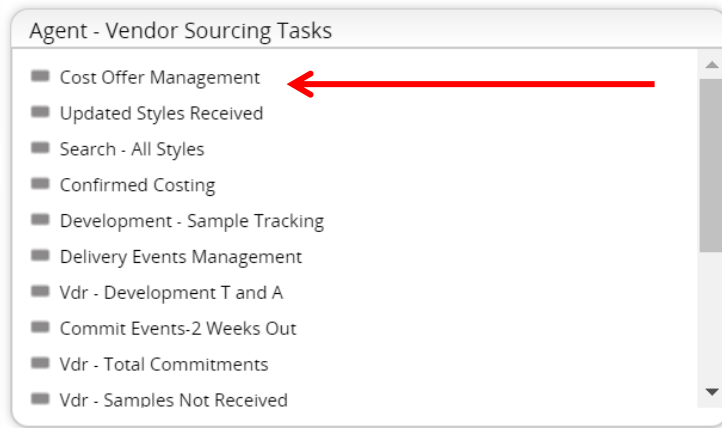 Agent - Vendor Sourcing Tasks
Cost Offer Management
Updated Styles Received
Search - All Styles
Confirmed Costing
Development - Sample Tracking
Delivery Events Management
Vdr - Development T and A
Commit Events-2 Weeks Out
Vdr - Total Commitments
Vdr - Samples Not Received